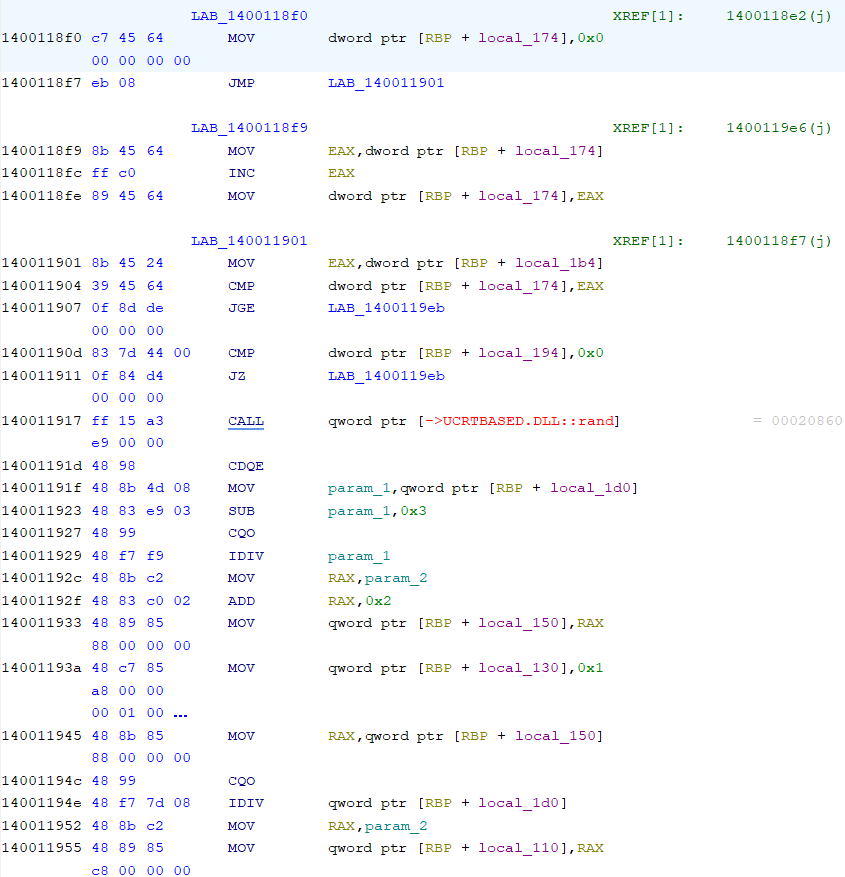 LAB_1400118f0 XREF[1]: 1400118e2(j)
1400118f0 c7 45 64 MOV dword ptr [RBP + local_174],0x0
00 00 00 00
1400118f7 eb 08 JMP LAB_140011901
LAB_1400118f9 XREF[1]: 1400119e6(j)
1400118f9 8b 45 64 MOV EAX,dword ptr [RBP + local_174]
1400118fc ff c0 INC EAX
1400118fe 89 45 64 MOV dword ptr [RBP + local_174],EAX
LAB_140011901 XREF[1]: 1400118f7(j)
140011901 8b 45 24 MOV EAX,dword ptr [RBP + local_1b4]
140011904 39 45 64 CMP dword ptr [RBP + local_174],EAX
140011907 0f 8d de JGE LAB_1400119eb
00 00 00
14001190d 83 7d 44 00 CMP dword ptr [RBP + local_194],0x0
140011911 0f 84 d4 JZ LAB_1400119eb
00 00 00
140011917 ff 15 a3 CALL qword ptr [->UCRTBASED.DLL::rand] = 00020860
e9 00 00
14001191d 48 98 CDQE
14001191f 48 8b 4d 08 MOV param_1,qword ptr [RBP + local_1d0]
140011923 48 83 e9 03 SUB param_1,0x3
140011927 48 99 CQO
140011929 48 f7 f9 IDIV param_1
14001192c 48 8b c2 MOV RAX,param_2
14001192f 48 83 c0 02 ADD RAX,0x2
140011933 48 89 85 MOV qword ptr [RBP + local_150],RAX
88 00 00 00
14001193a 48 c7 85 MOV qword ptr [RBP + local_130],0x1
a8 00 00
00 01 00 ...
140011945 48 8b 85 MOV RAX,qword ptr [RBP + local_150]
88 00 00 00
14001194c 48 99 CQO
14001194e 48 f7 7d 08 IDIV qword ptr [RBP + local_1d0]
140011952 48 8b c2 MOV RAX,param_2
140011955 48 89 85 MOV qword ptr [RBP + local_110],RAX
c8 00 00 00